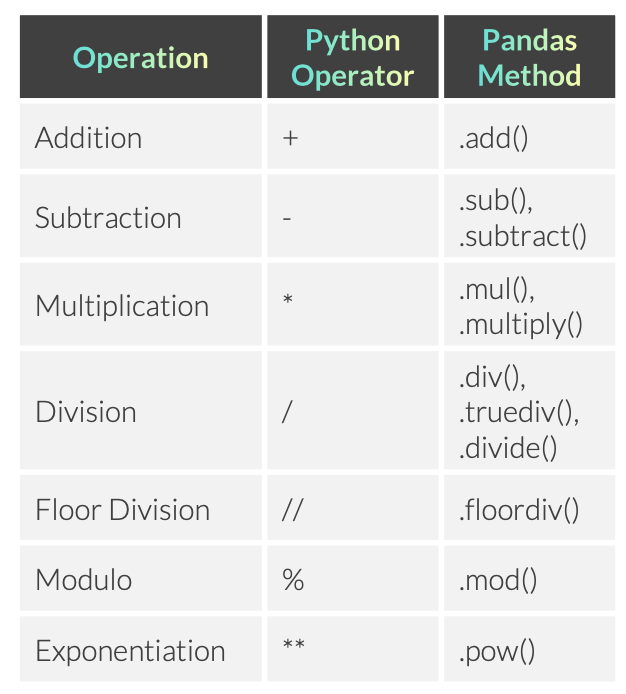 Operation
Python
Operator
Pandas
Method
Addition
+
.add()
Subtraction
-
.sub(),
.subtract()
Multiplication
*
.mul(),
.multiply()
Division
/
.div(),
.truediv(),
.divide()
Floor Division
//
.floordiv()
Modulo
%
.mod()
Exponentiation
**
.pow()